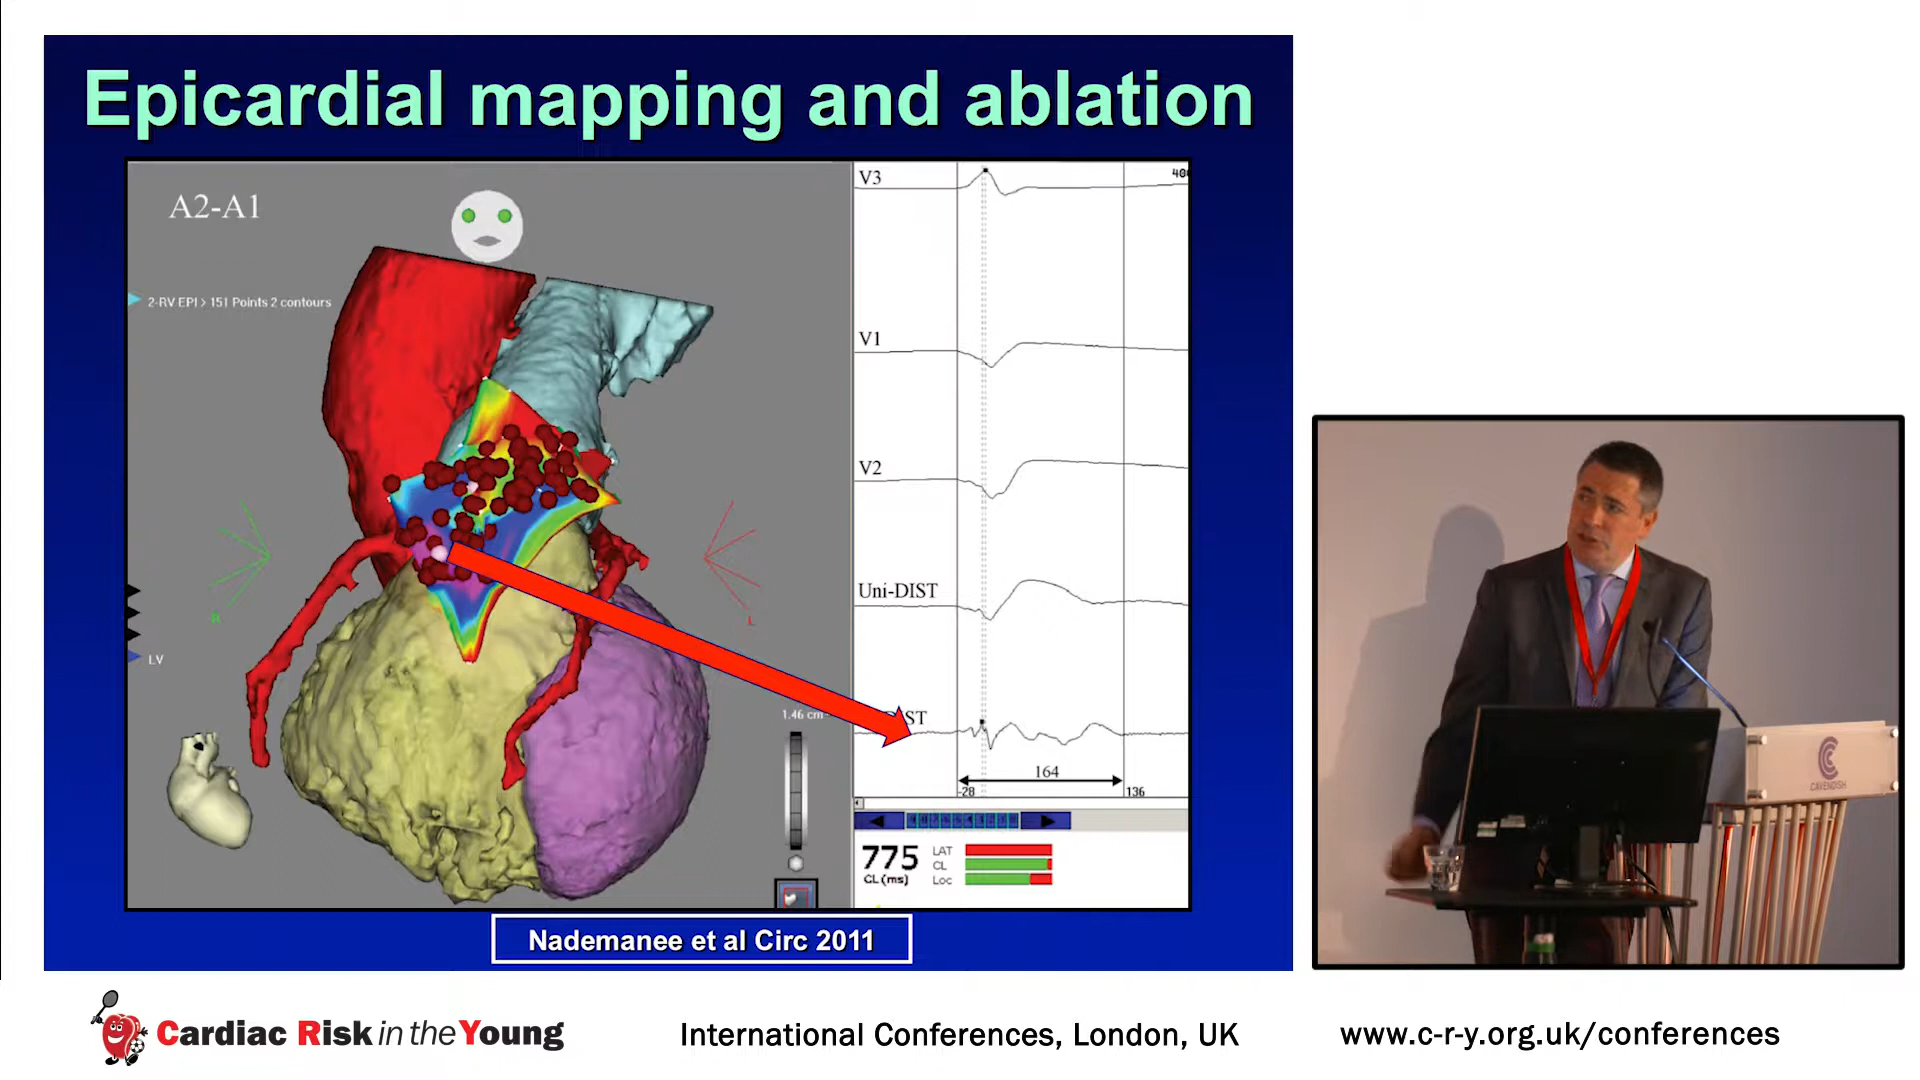 Epicardial mapping and ablation
A2-A1
2-RV EPI > 151 Points 2 contours
LV
R
L
1.46 cm
V3
V1
V2
Uni-DIST
164
-28
136
775
CL(ms)
LAT
CL
Loc
Nademanee et al Circ 2011
CAVENDISH
Cardiac Risk in the Young
International Conferences, London, UK
www.c-r-y.org.uk/conferences